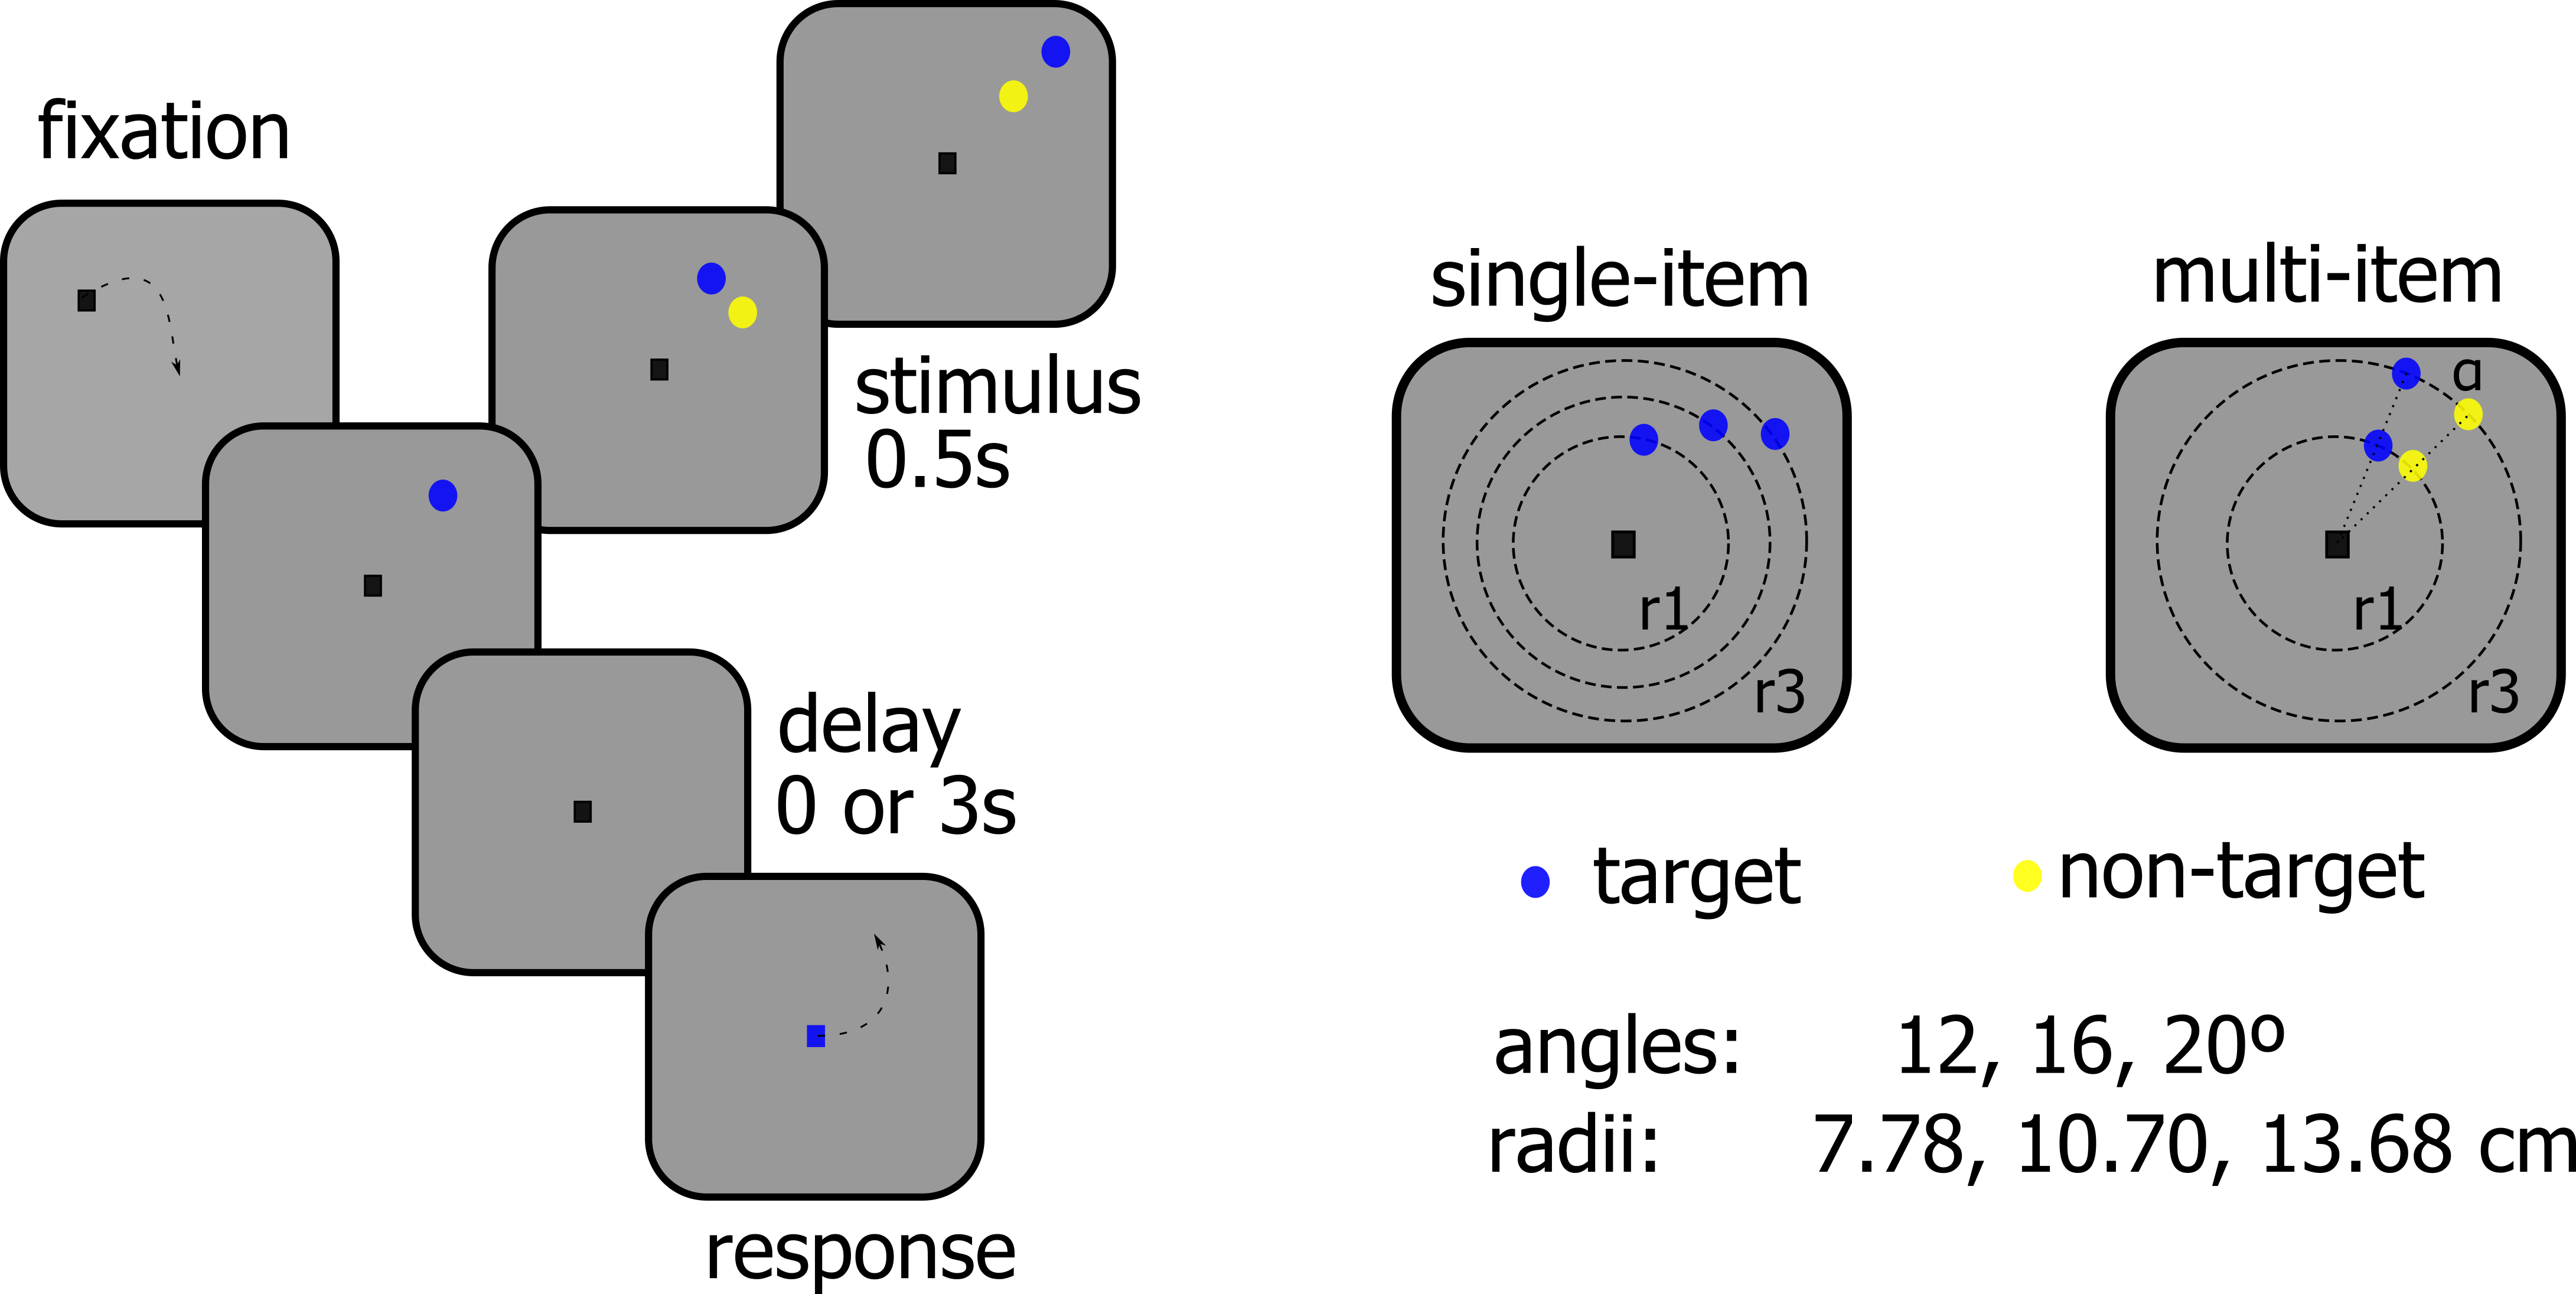 fixation
stimulus
0.5s
delay
0 or 3s
response
single-item
r1
r3
multi-item
α
r1
r3
target
non-target
angles: 12, 16, 20º
radii: 7.78, 10.70, 13.68 cm